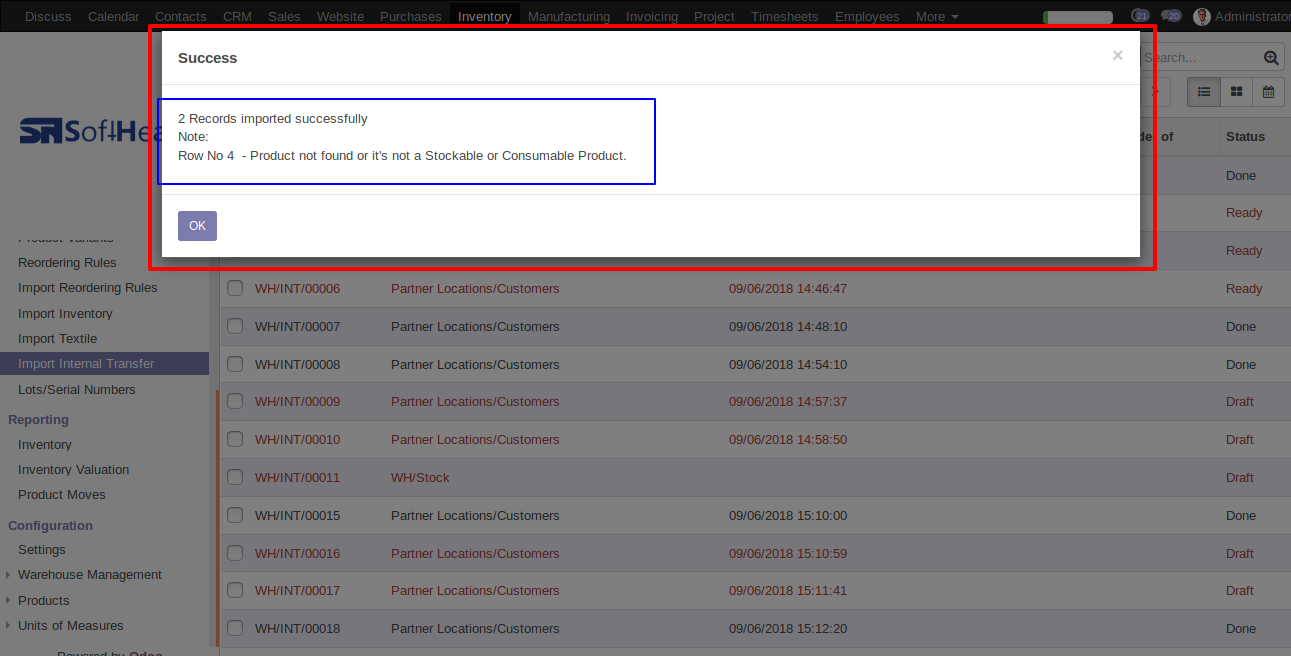 Discuss Calendar Contacts CRM Sales Website Purchases Inventory Manufacturing Invoicing Project Timesheets Employees More 21 20 Administrator
Success ×
Search...
2 Records imported successfully
Note:
Row No 4 - Product not found or it's not a Stockable or Consumable Product.
OK
SH SoftHea
Product Variants
Reordering Rules
Import Reordering Rules
Import Inventory
Import Textile
Import Internal Transfer
Lots/Serial Numbers
Reporting
Inventory
Inventory Valuation
Product Moves
Configuration
Settings
Warehouse Management
Products
Units of Measures
Powered by Odoo
of Status
Done
Ready
Ready
WH/INT/00006 Partner Locations/Customers 09/06/2018 14:46:47 Ready
WH/INT/00007 Partner Locations/Customers 09/06/2018 14:48:10 Done
WH/INT/00008 Partner Locations/Customers 09/06/2018 14:54:10 Done
WH/INT/00009 Partner Locations/Customers 09/06/2018 14:57:37 Draft
WH/INT/00010 Partner Locations/Customers 09/06/2018 14:58:50 Draft
WH/INT/00011 WH/Stock Draft
WH/INT/00015 Partner Locations/Customers 09/06/2018 15:10:00 Done
WH/INT/00016 Partner Locations/Customers 09/06/2018 15:10:59 Draft
WH/INT/00017 Partner Locations/Customers 09/06/2018 15:11:41 Draft
WH/INT/00018 Partner Locations/Customers 09/06/2018 15:12:20 Done